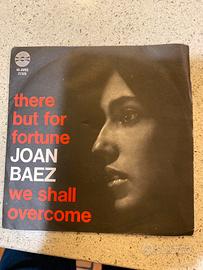 there
but for
fortune
JOAN
BAEZ
we shall
overcome